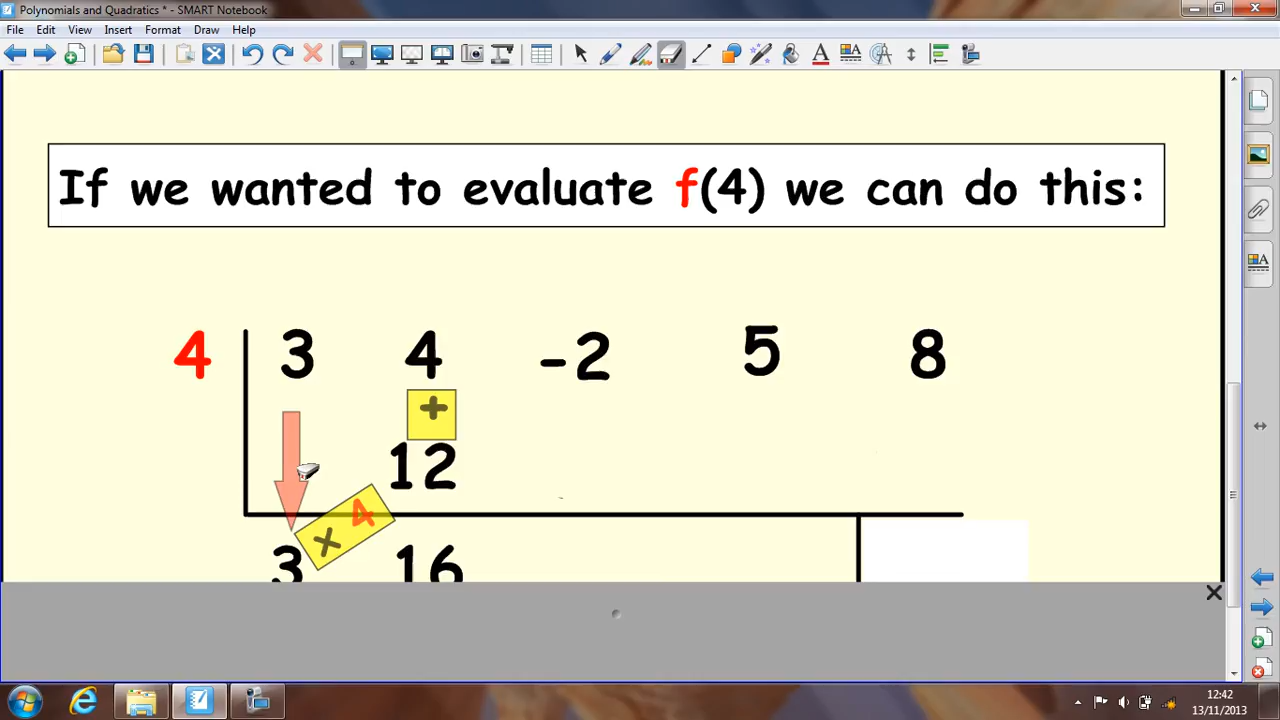 Polynomials and Quadratics * - SMART Notebook
File Edit View Insert Format Draw Help
If we wanted to evaluate f(4) we can do this:
4 3 4 -2 5 8
+
12
× 4
3 16
12:42
13/11/2013